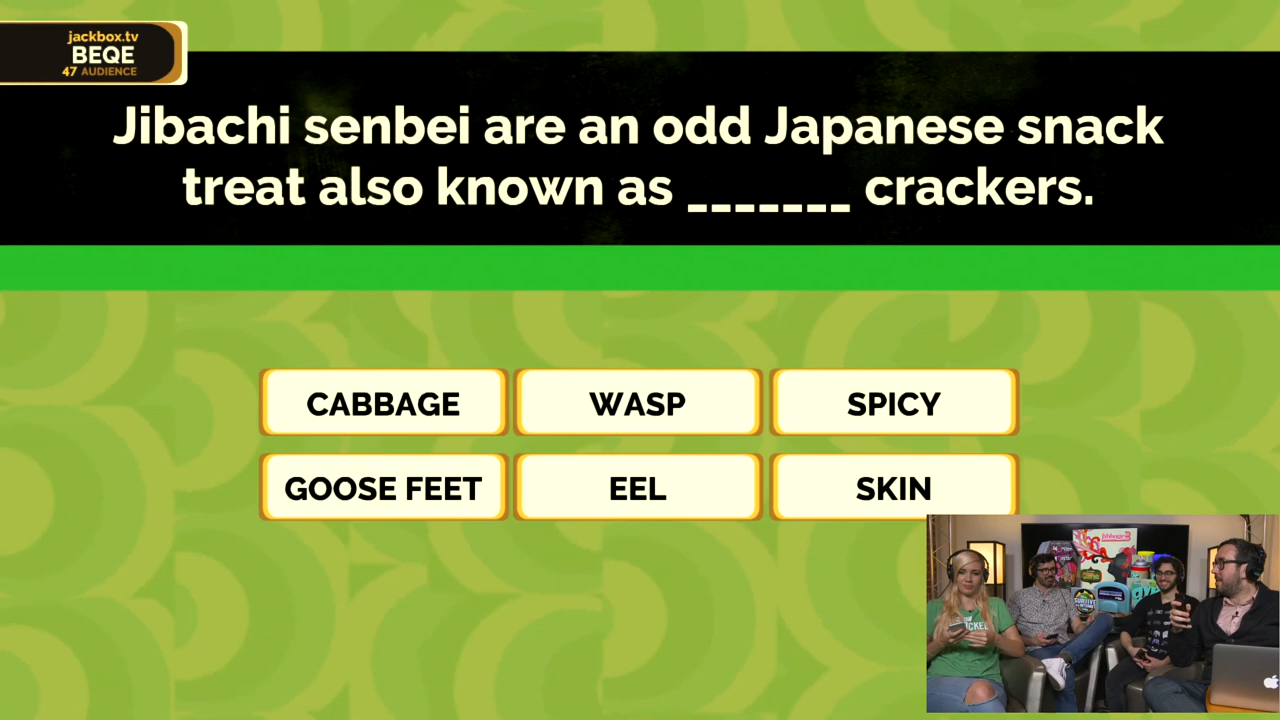 jackbox.tv
BEQE
47 AUDIENCE
Jibachi senbei are an odd Japanese snack
treat also known as _______ crackers.
CABBAGE
WASP
SPICY
GOOSE FEET
EEL
SKIN